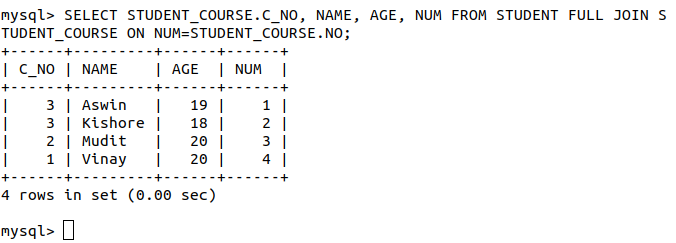 mysql> SELECT STUDENT_COURSE.C_NO, NAME, AGE, NUM FROM STUDENT FULL JOIN S
TUDENT_COURSE ON NUM=STUDENT_COURSE.NO;
+------+---------+------+------+
| C_NO | NAME    | AGE  | NUM  |
+------+---------+------+------+
|    3 | Aswin   |   19 |    1 |
|    3 | Kishore |   18 |    2 |
|    2 | Mudit   |   20 |    3 |
|    1 | Vinay   |   20 |    4 |
+------+---------+------+------+
4 rows in set (0.00 sec)
mysql>